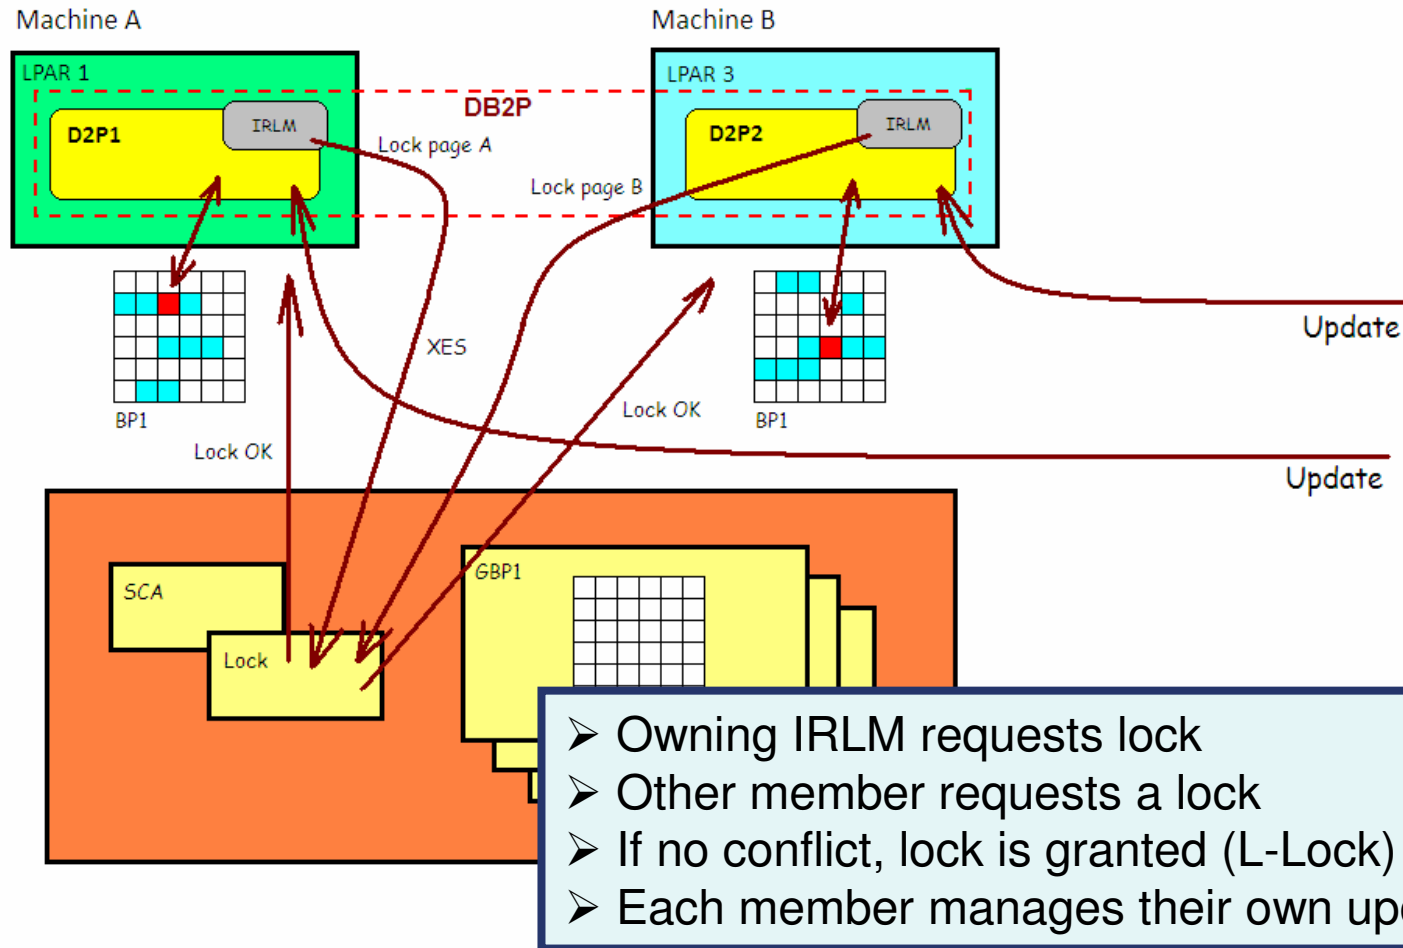 Machine A
Machine B
LPAR 1
LPAR 3
DB2P
D2P1
IRLM
D2P2
IRLM
Lock page A
Lock page B
XES
Update
BP1
Lock OK
BP1
Lock OK
Update
SCA
Lock
GBP1
➢ Owning IRLM requests lock
➢ Other member requests a lock
➢ If no conflict, lock is granted (L-Lock)
➢ Each member manages their own